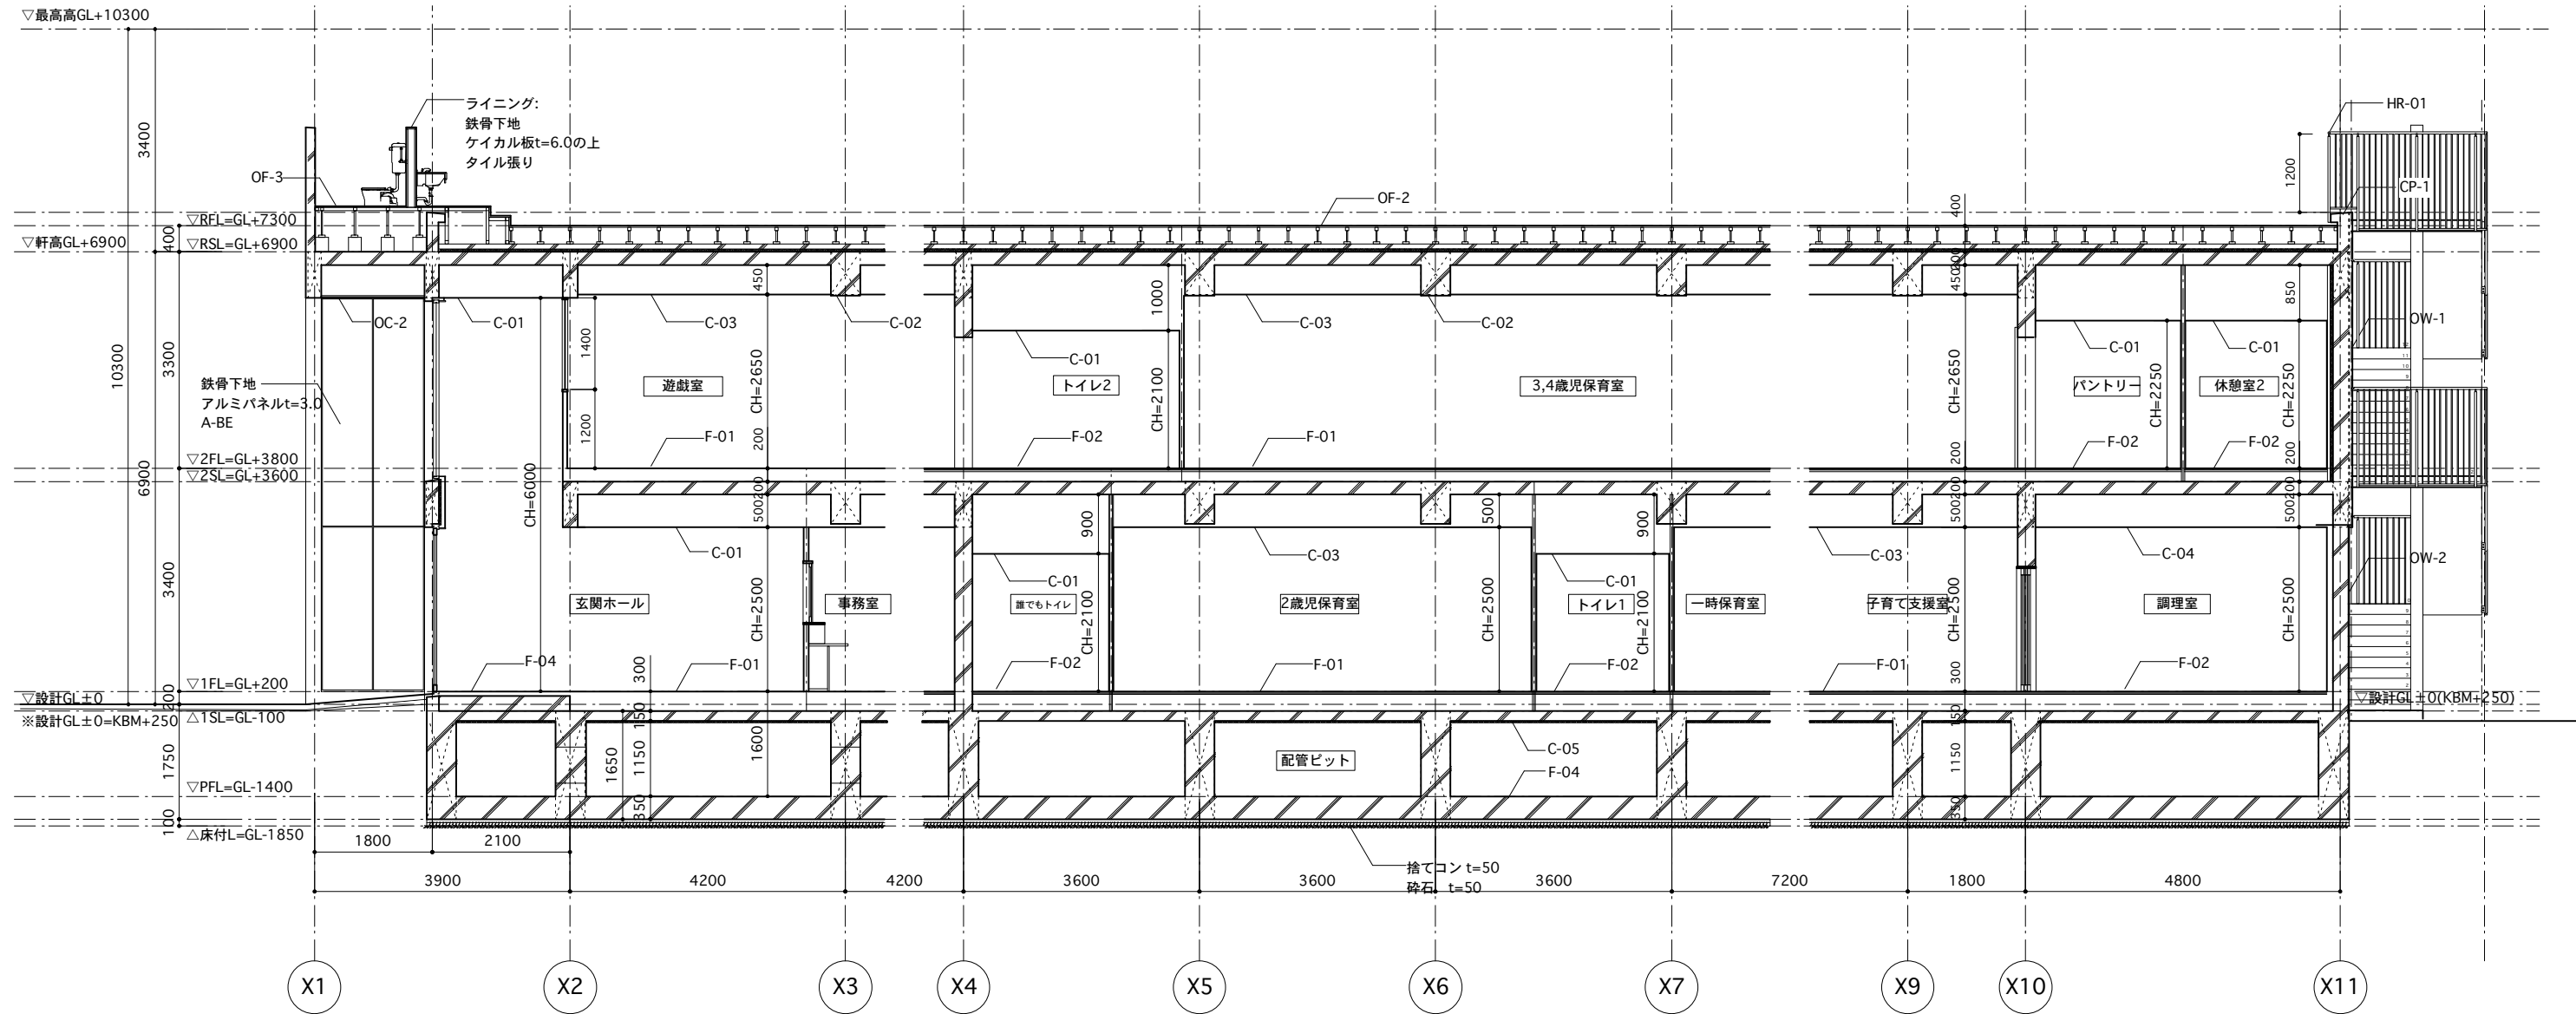 ▽最高高GL+10300
ライニング:
鉄骨下地
ケイカル板t=6.0の上
タイル張り
HR-01
3400
1200
OF-3
CP-1
OF-2
400
▽RFL=GL+7300
▽軒高GL+6900
400
▽RSL=GL+6900
450
1000
450
200
850
OC-2
C-01
C-03
C-02
C-03
C-02
OW-1
10300
3300
1400
C-01
C-01
C-01
鉄骨下地
アルミパネルt=3.0
A-BE
遊戯室
CH=2650
トイレ2
CH=2100
3,4歳児保育室
CH=2650
パントリー
CH=2250
休憩室2
CH=2250
1200
F-01
200
F-02
F-01
200
F-02
F-02
200
▽2FL=GL+3800
▽2SL=GL+3600
6900
CH=6000
500
200
900
500
900
500
200
500
200
C-01
C-03
C-03
C-04
OW-2
C-01
C-01
3400
玄関ホール
CH=2500
事務室
誰でもトイレ
CH=2100
2歳児保育室
CH=2500
トイレ1
CH=2100
一時保育室
子育て支援室
CH=2500
調理室
CH=2500
F-04
300
F-01
F-02
F-01
F-02
F-01
300
F-02
▽1FL=GL+200
▽設計GL±0
200
▽設計GL±0(KBM+250)
※設計GL±0=KBM+250
△1SL=GL-100
150
150
1750
1650
1150
1600
配管ピット
C-05
F-04
1150
▽PFL=GL-1400
350
350
100
△床付L=GL-1850
1800
2100
捨てコン t=50
砕石 t=50
3900
4200
4200
3600
3600
3600
7200
1800
4800
X1
X2
X3
X4
X5
X6
X7
X9
X10
X11